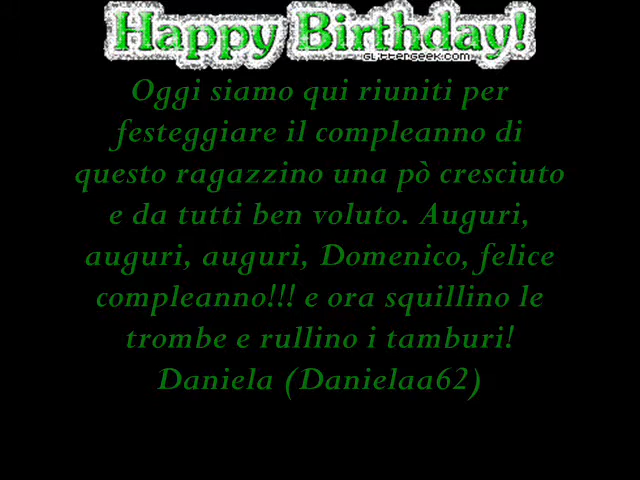 Happy Birthday!
GLitterGeek.com
Oggi siamo qui riuniti per
festeggiare il compleanno di
questo ragazzino una pò cresciuto
e da tutti ben voluto. Auguri,
auguri, auguri, Domenico, felice
compleanno!!! e ora squillino le
trombe e rullino i tamburi!
Daniela (Danielaa62)